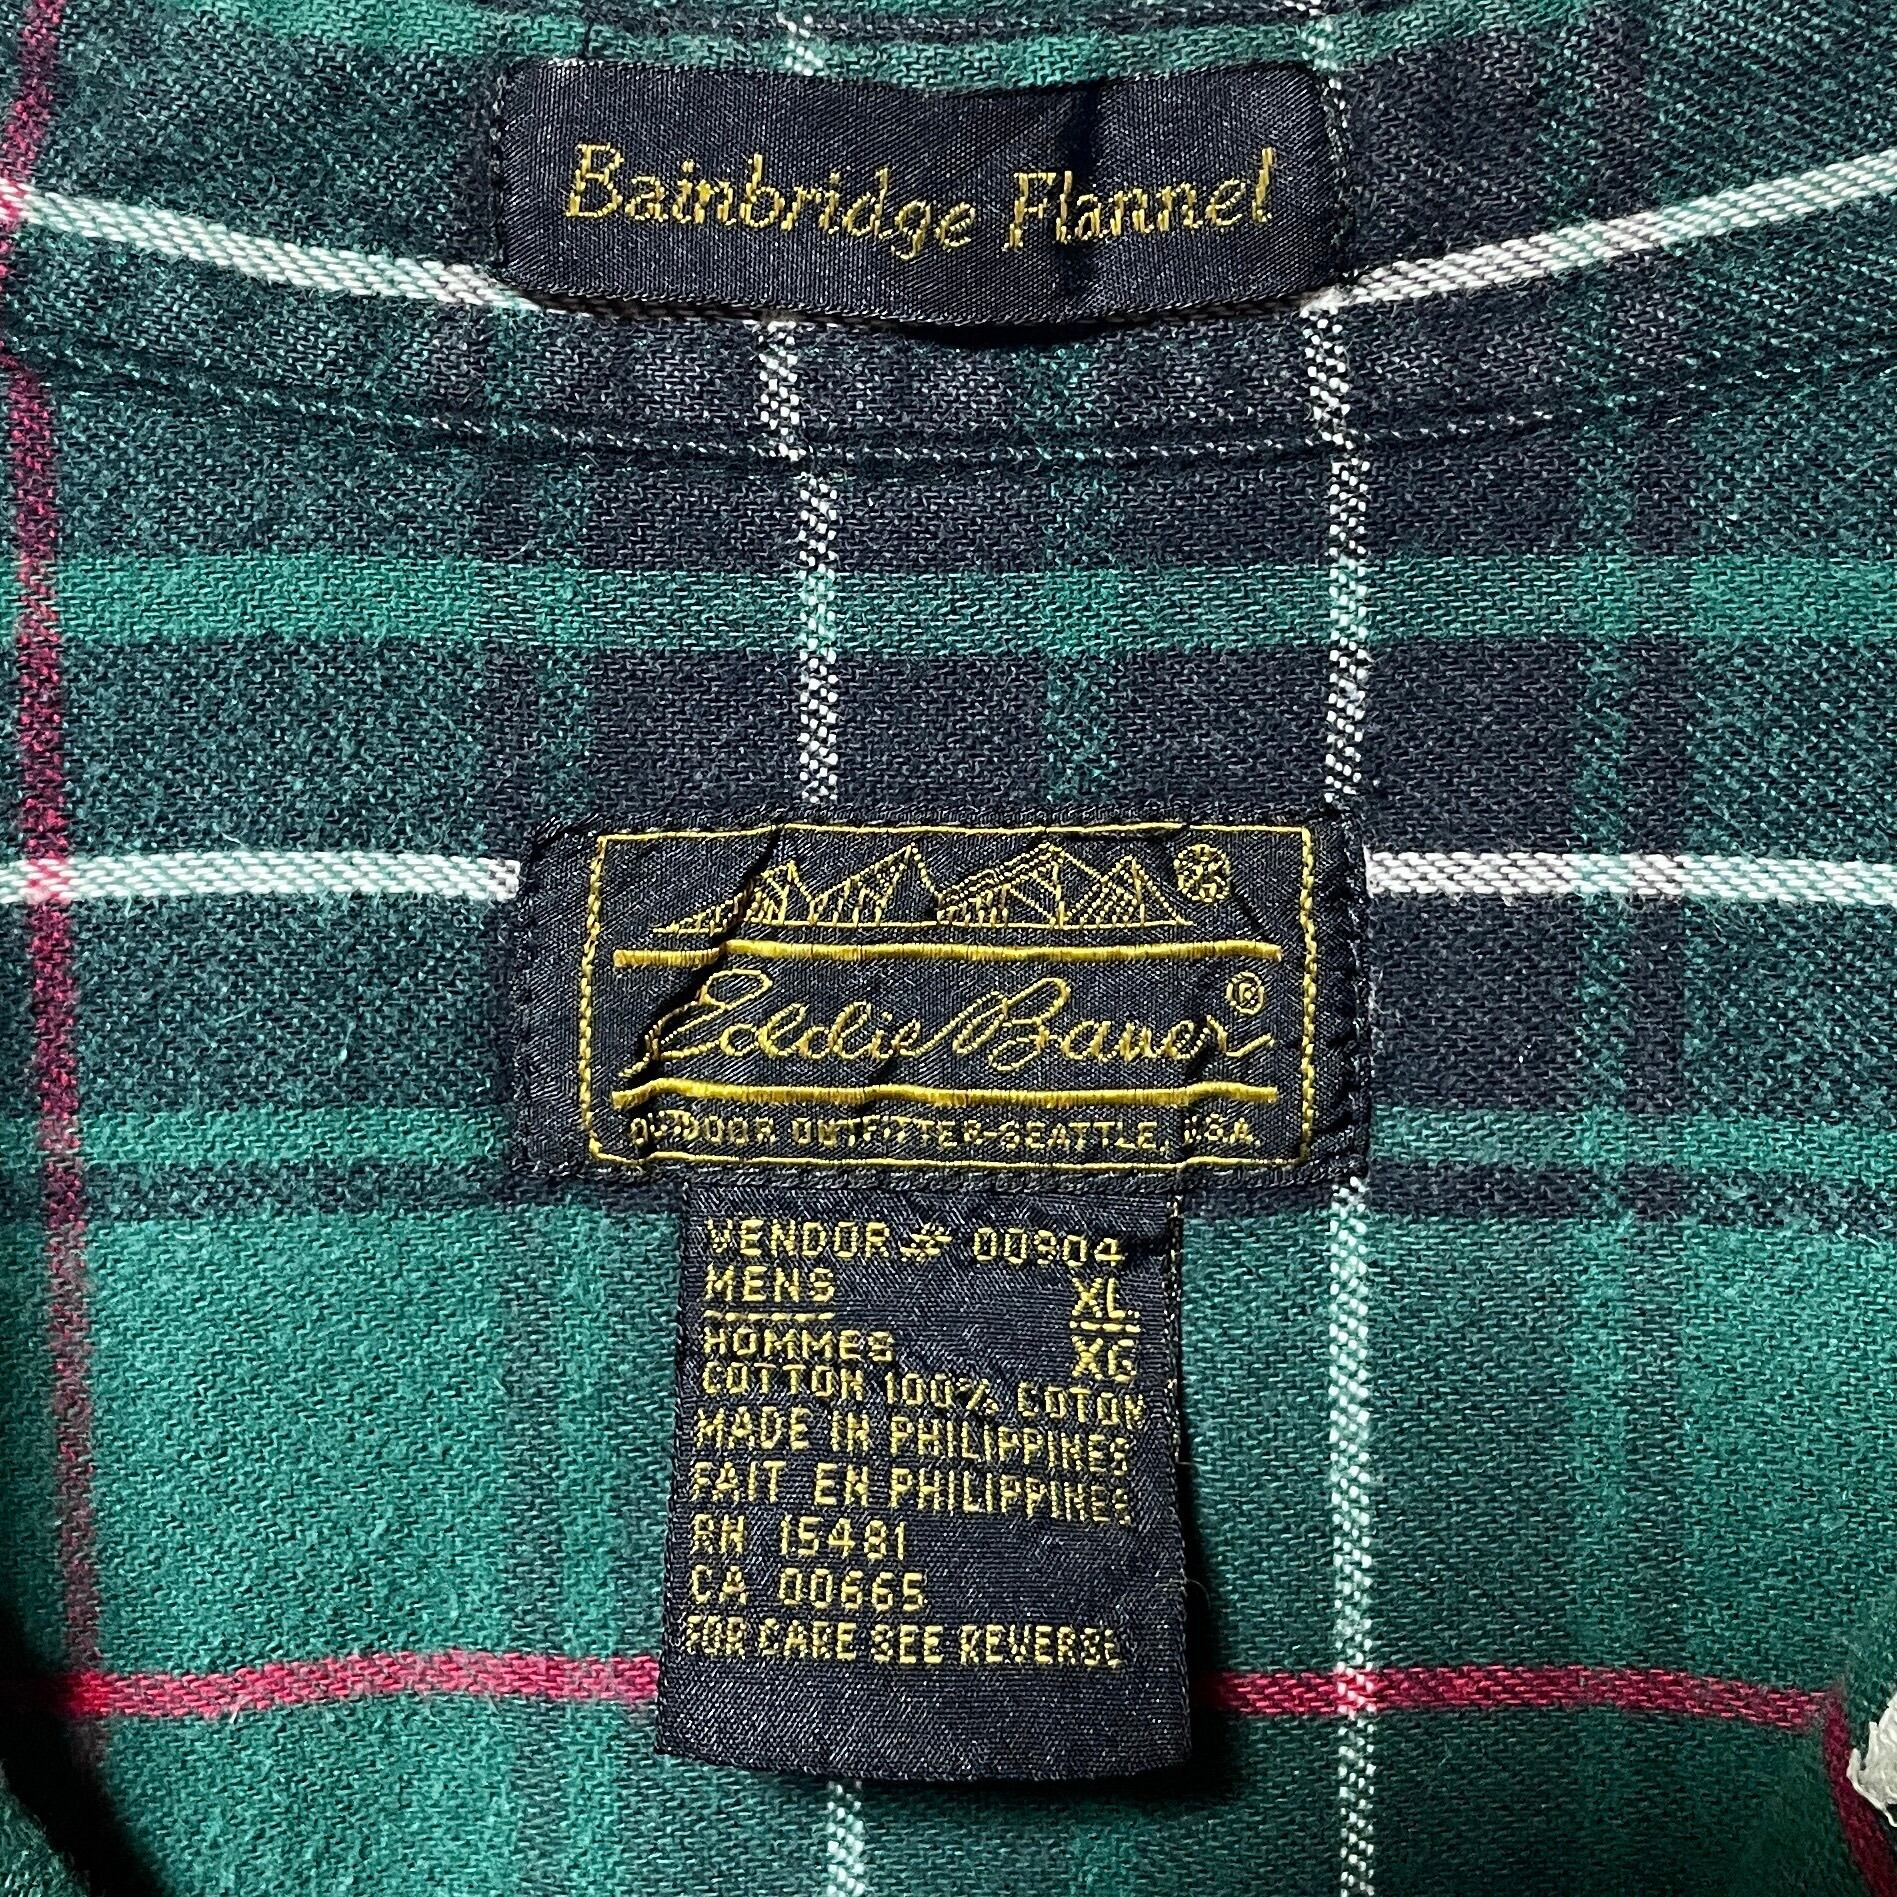 Bainbridge Flannel
Eddie Bauer®
OUTDOOR OUTFITTER-SEATTLE, USA
VENDOR # 00904
MENS XL
HOMMES XG
COTTON 100% COTON
MADE IN PHILIPPINES
FAIT EN PHILIPPINES
RN 15481
CA 00665
FOR CARE SEE REVERSE